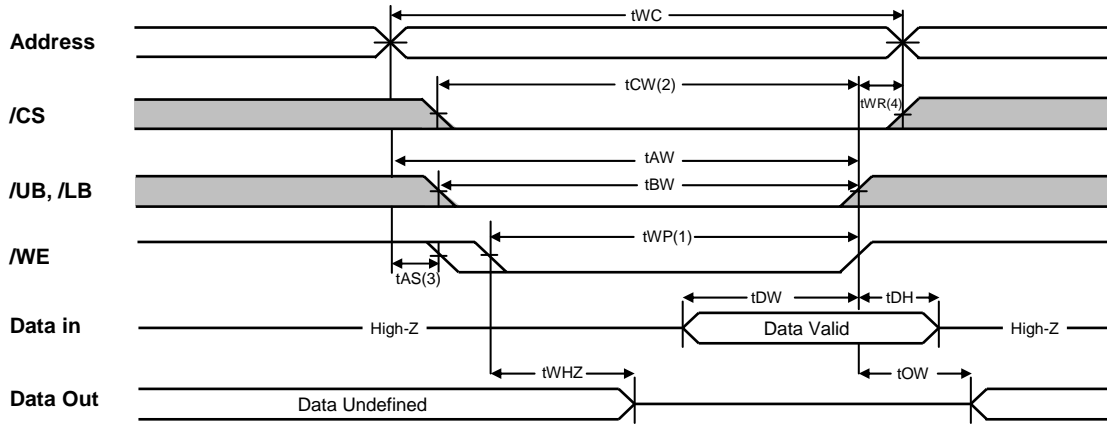 tWC
Address
tCW(2)
tWR(4)
/CS
tAW
/UB, /LB
tBW
tWP(1)
/WE
tAS(3)
tDW
tDH
Data in
High-Z
Data Valid
High-Z
tWHZ
tOW
Data Out
Data Undefined